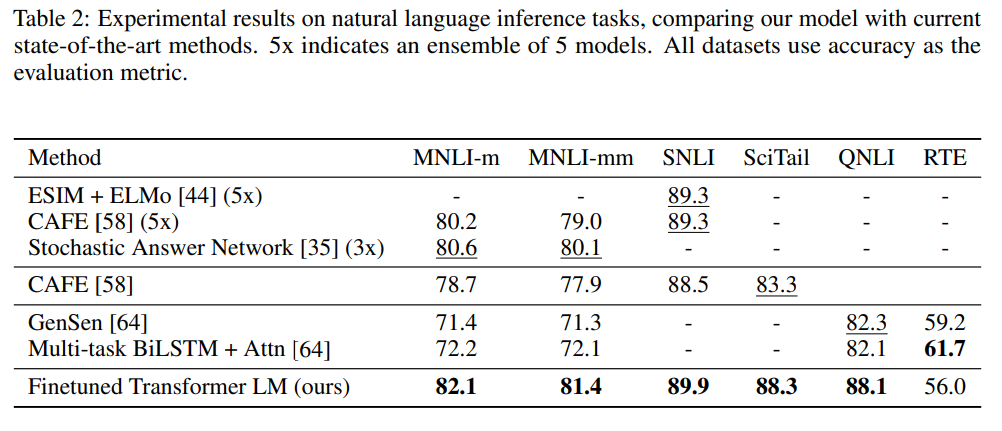 Table 2: Experimental results on natural language inference tasks, comparing our model with current
state-of-the-art methods. 5x indicates an ensemble of 5 models. All datasets use accuracy as the
evaluation metric.
Method MNLI-m MNLI-mm SNLI SciTail QNLI RTE
ESIM + ELMo [44] (5x) - - 89.3 - - -
CAFE [58] (5x) 80.2 79.0 89.3 - - -
Stochastic Answer Network [35] (3x) 80.6 80.1 - - - -
CAFE [58] 78.7 77.9 88.5 83.3
GenSen [64] 71.4 71.3 - - 82.3 59.2
Multi-task BiLSTM + Attn [64] 72.2 72.1 - - 82.1 61.7
Finetuned Transformer LM (ours) 82.1 81.4 89.9 88.3 88.1 56.0